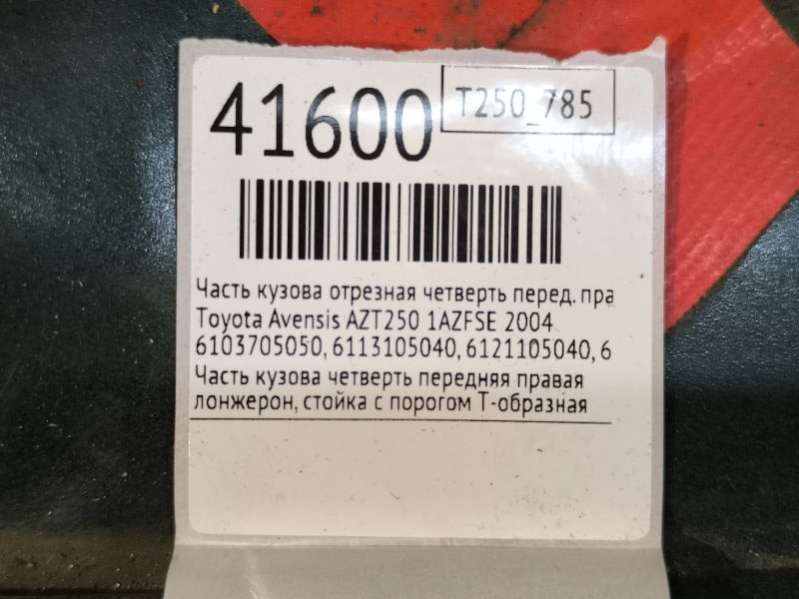 41600
T250_785
Часть кузова отрезная четверть перед. пра
Toyota Avensis AZT250 1AZFSE 2004
6103705050, 6113105040, 6121105040, 6
Часть кузова четверть передняя правая
лонжерон, стойка с порогом Т-образная